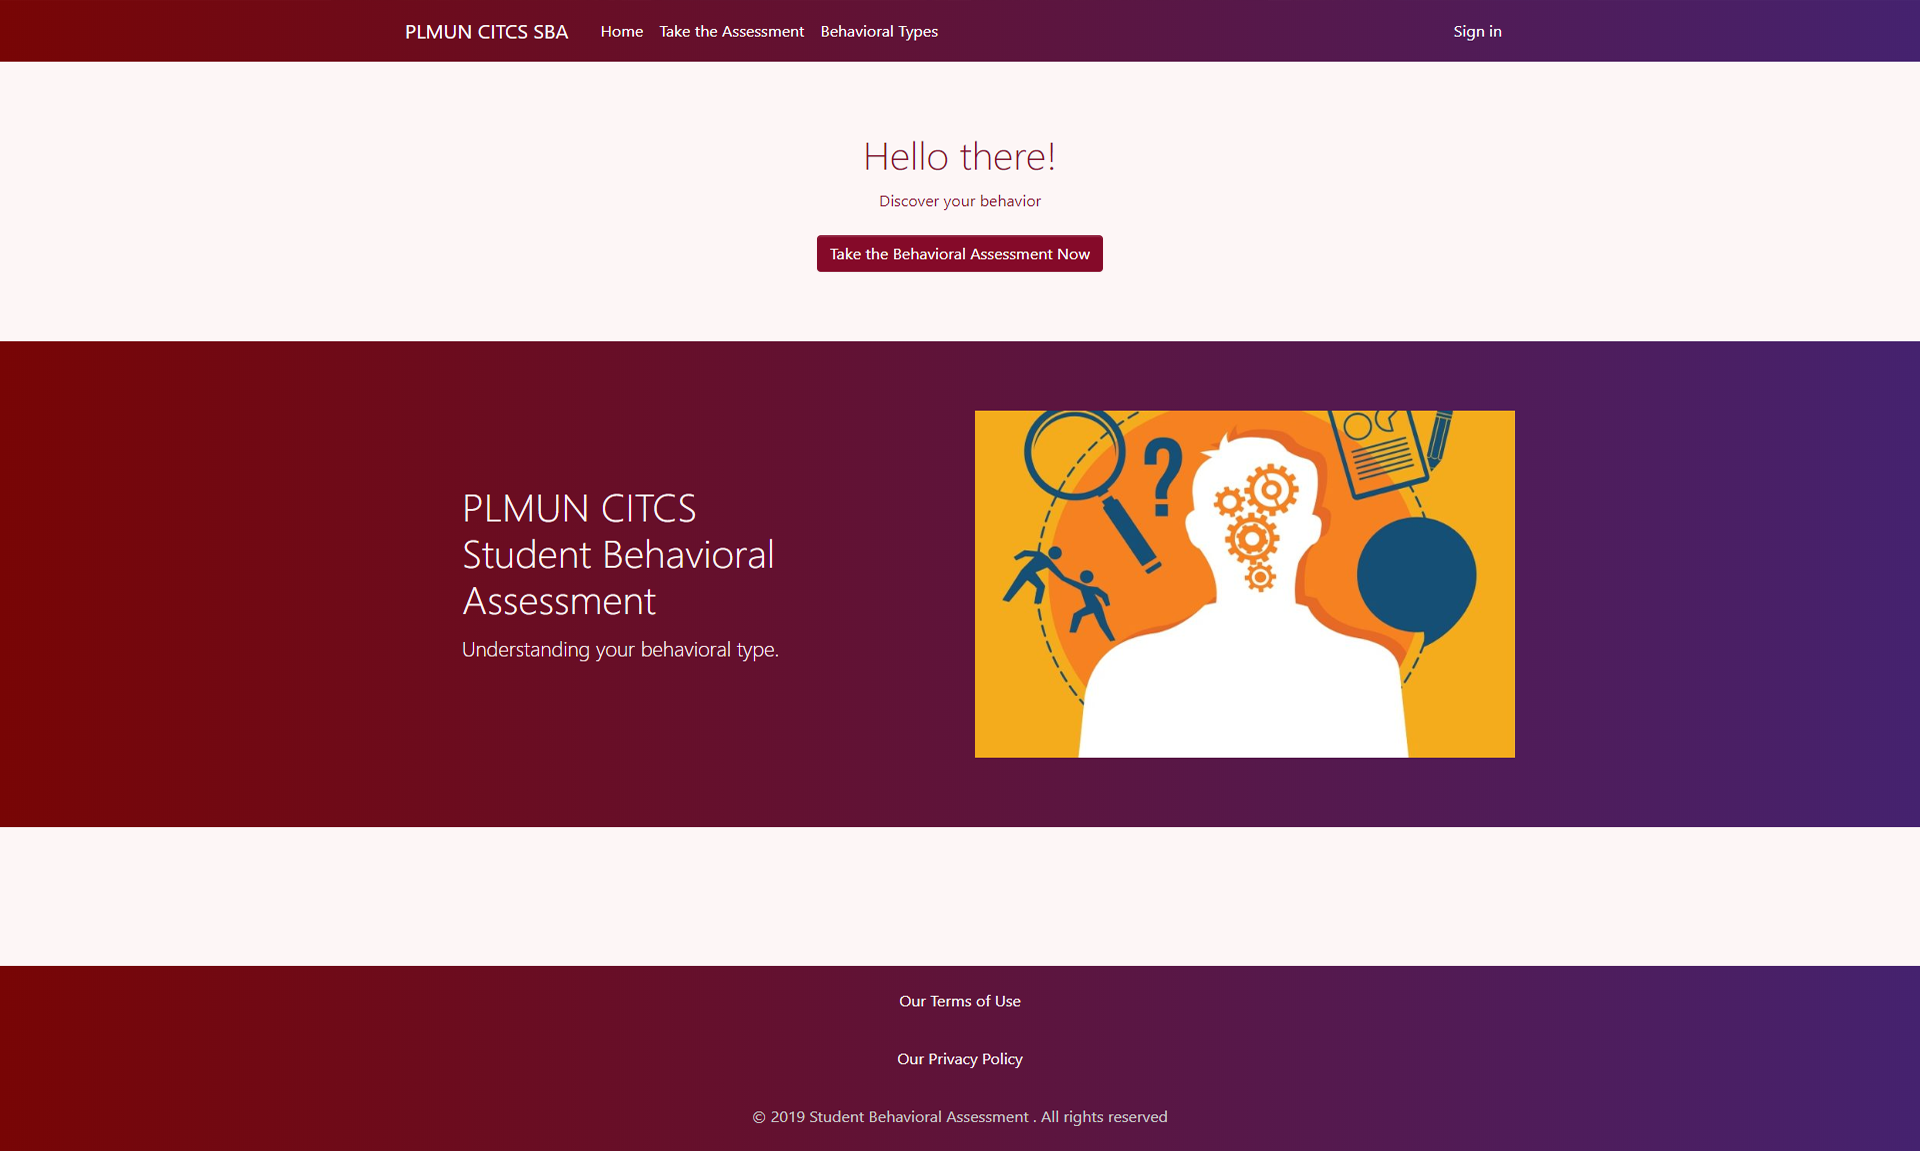 PLMUN CITCS SBA Home Take the Assessment Behavioral Types Sign in
Hello there!
Discover your behavior
Take the Behavioral Assessment Now
PLMUN CITCS
Student Behavioral
Assessment
Understanding your behavioral type.
?
Our Terms of Use
Our Privacy Policy
© 2019 Student Behavioral Assessment . All rights reserved